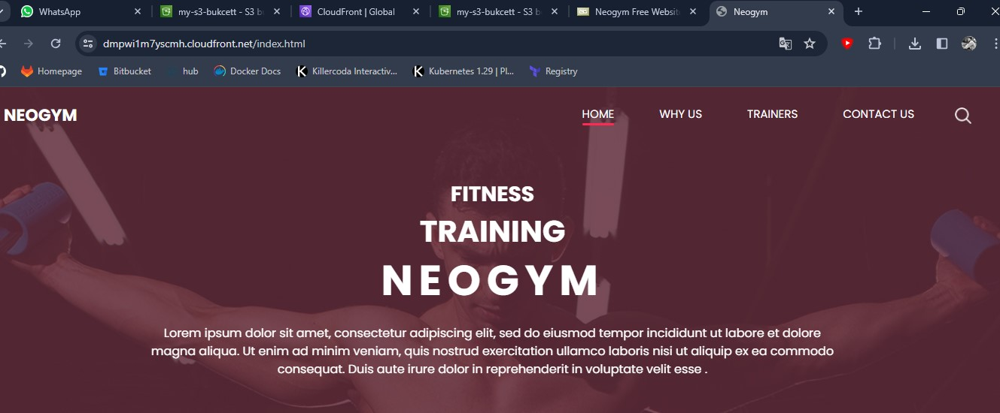 WhatsApp
my-s3-bukcett - S3 b
CloudFront | Global
my-s3-bukcett - S3 b
Neogym Free Websit
Neogym
dmpwi1m7yscmh.cloudfront.net/index.html
Homepage
Bitbucket
hub
Docker Docs
Killercoda Interactiv...
Kubernetes 1.29 | Pl...
Registry
NEOGYM
HOME
WHY US
TRAINERS
CONTACT US
FITNESS
TRAINING
NEOGYM
Lorem ipsum dolor sit amet, consectetur adipiscing elit, sed do eiusmod tempor incididunt ut labore et dolore
magna aliqua. Ut enim ad minim veniam, quis nostrud exercitation ullamco laboris nisi ut aliquip ex ea commodo
consequat. Duis aute irure dolor in reprehenderit in voluptate velit esse .